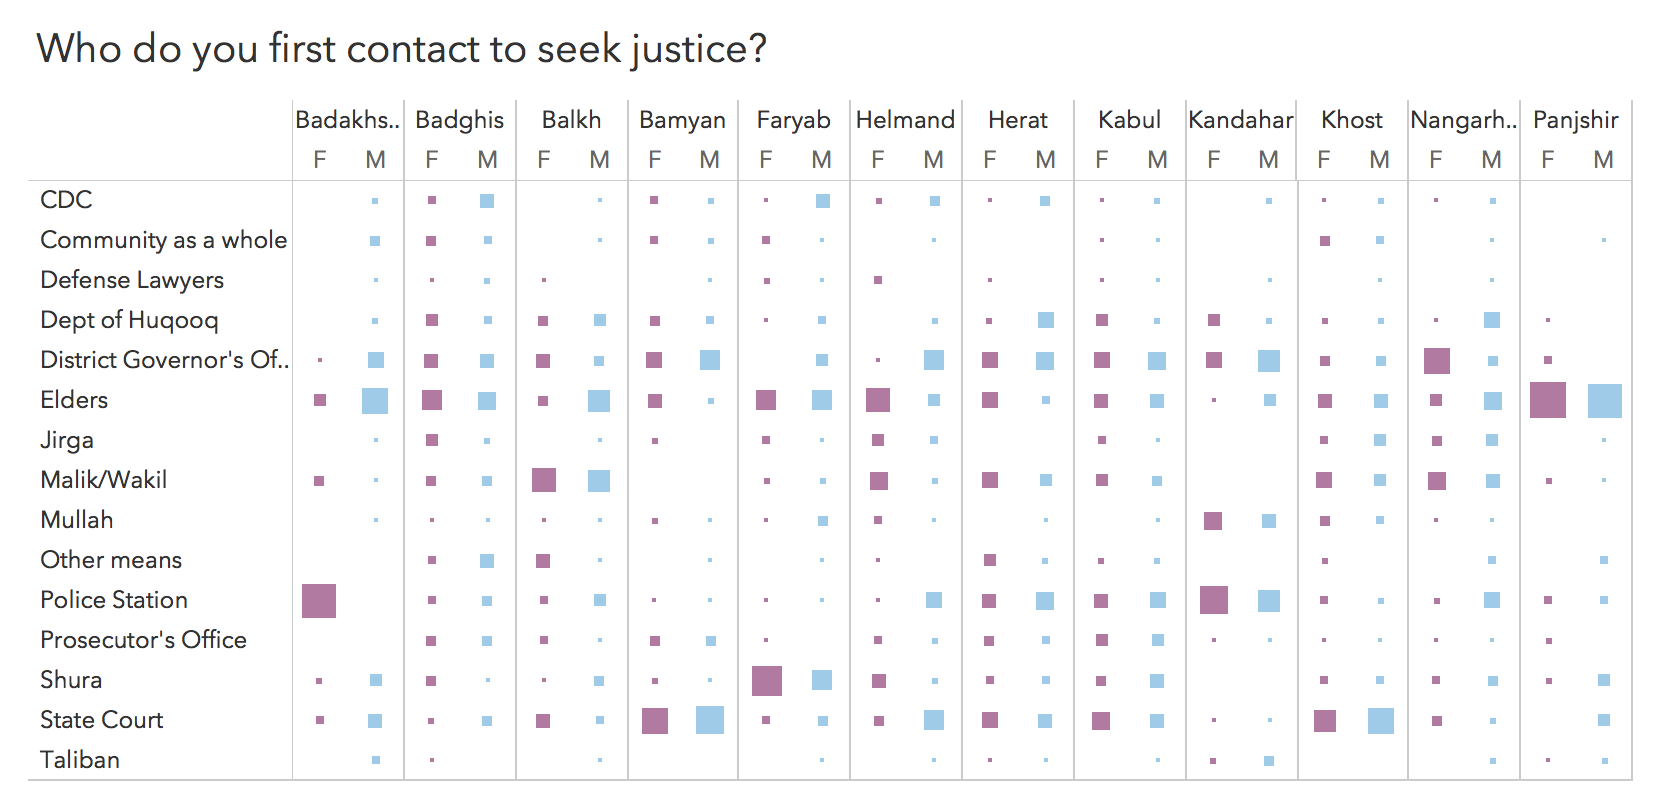 Who do you first contact to seek justice?
Badakhs.. Badghis Balkh Bamyan Faryab Helmand Herat Kabul Kandahar Khost Nangarh.. Panjshir
F M F M F M F M F M F M F M F M F M F M F M F M
CDC
Community as a whole
Defense Lawyers
Dept of Huqooq
District Governor's Of..
Elders
Jirga
Malik/Wakil
Mullah
Other means
Police Station
Prosecutor's Office
Shura
State Court
Taliban